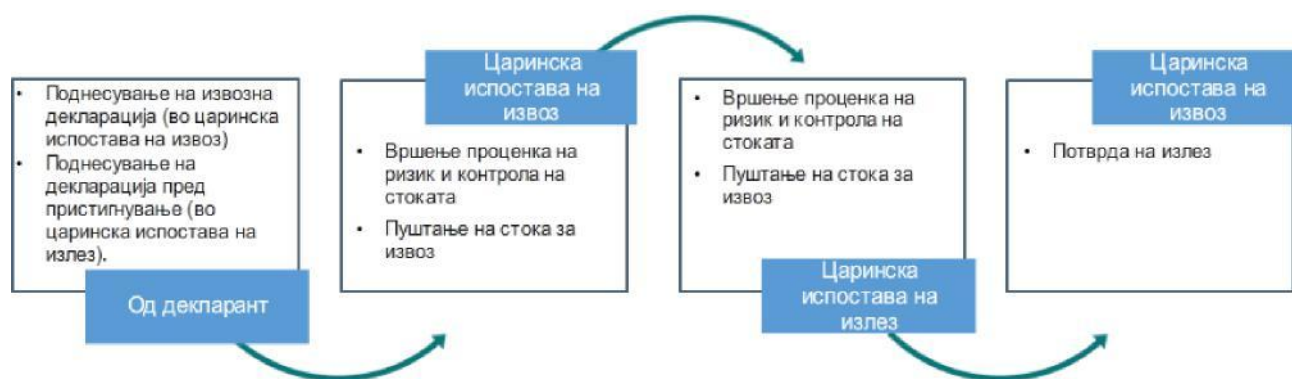 Поднесување на извозна
декларација (во царинска
испостава на извоз)
Поднесување на
декларација пред
пристигнување (во
царинска испостава на
излез).
Од декларант
Царинска
испостава на
извоз
Вршење проценка на
ризик и контрола на
стоката
Пуштање на стока за
извоз
Вршење проценка на
ризик и контрола на
стоката
Пуштање на стока за
извоз
Царинска
испостава на
излез
Царинска
испостава на
извоз
Потврда на излез